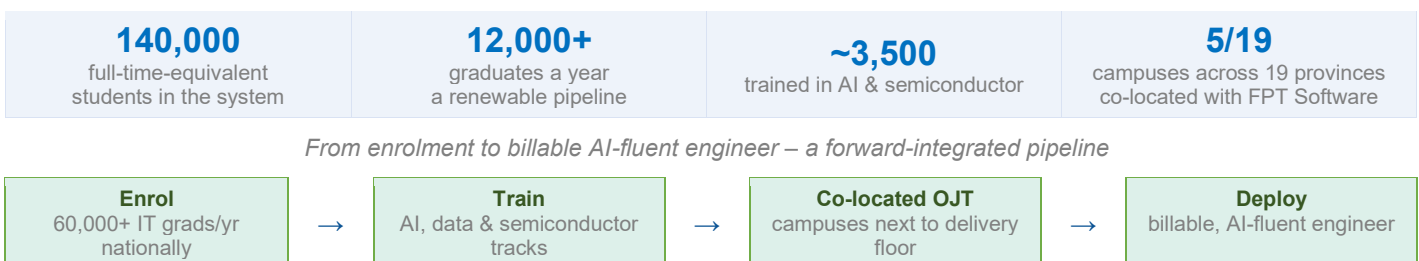 140,000
full-time-equivalent
students in the system
12,000+
graduates a year
a renewable pipeline
~3,500
trained in AI & semiconductor
5/19
campuses across 19 provinces
co-located with FPT Software
From enrolment to billable AI-fluent engineer – a forward-integrated pipeline
Enrol
60,000+ IT grads/yr
nationally
→
Train
AI, data & semiconductor
tracks
→
Co-located OJT
campuses next to delivery
floor
→
Deploy
billable, AI-fluent engineer